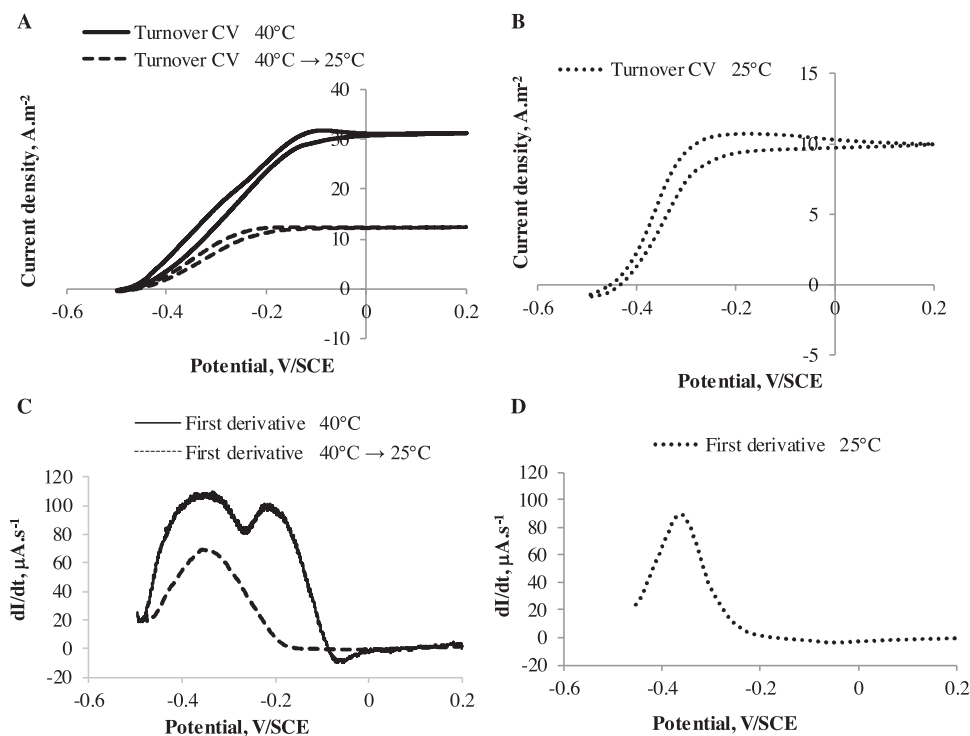 A
Turnover CV 40°C
Turnover CV 40°C → 25°C
Current density, A.m-2
40
30
20
10
0
-10
-0.6
-0.4
-0.2
0
0.2
Potential, V/SCE
B
Turnover CV 25°C
Current density, A.m-2
15
10
5
0
-5
-0.6
-0.4
-0.2
0
0.2
Potential, V/SCE
C
First derivative 40°C
First derivative 40°C → 25°C
dI/dt, µA.s-1
120
100
80
60
40
20
0
-20
-0.6
-0.4
-0.2
0
0.2
Potential, V/SCE
D
First derivative 25°C
dI/dt, µA.s-1
120
100
80
60
40
20
0
-20
-0.6
-0.4
-0.2
0
0.2
Potential, V/SCE